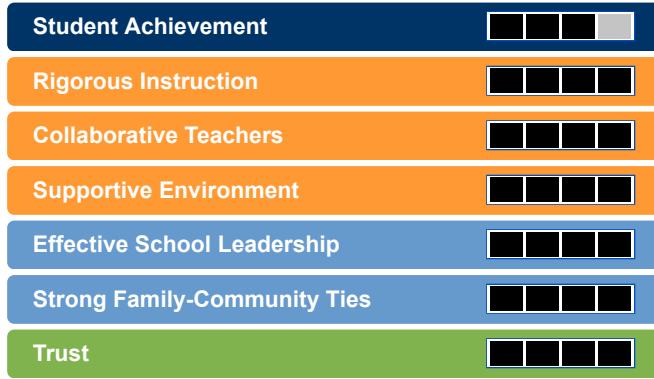 Student Achievement
Rigorous Instruction
Collaborative Teachers
Supportive Environment
Effective School Leadership
Strong Family-Community Ties
Trust